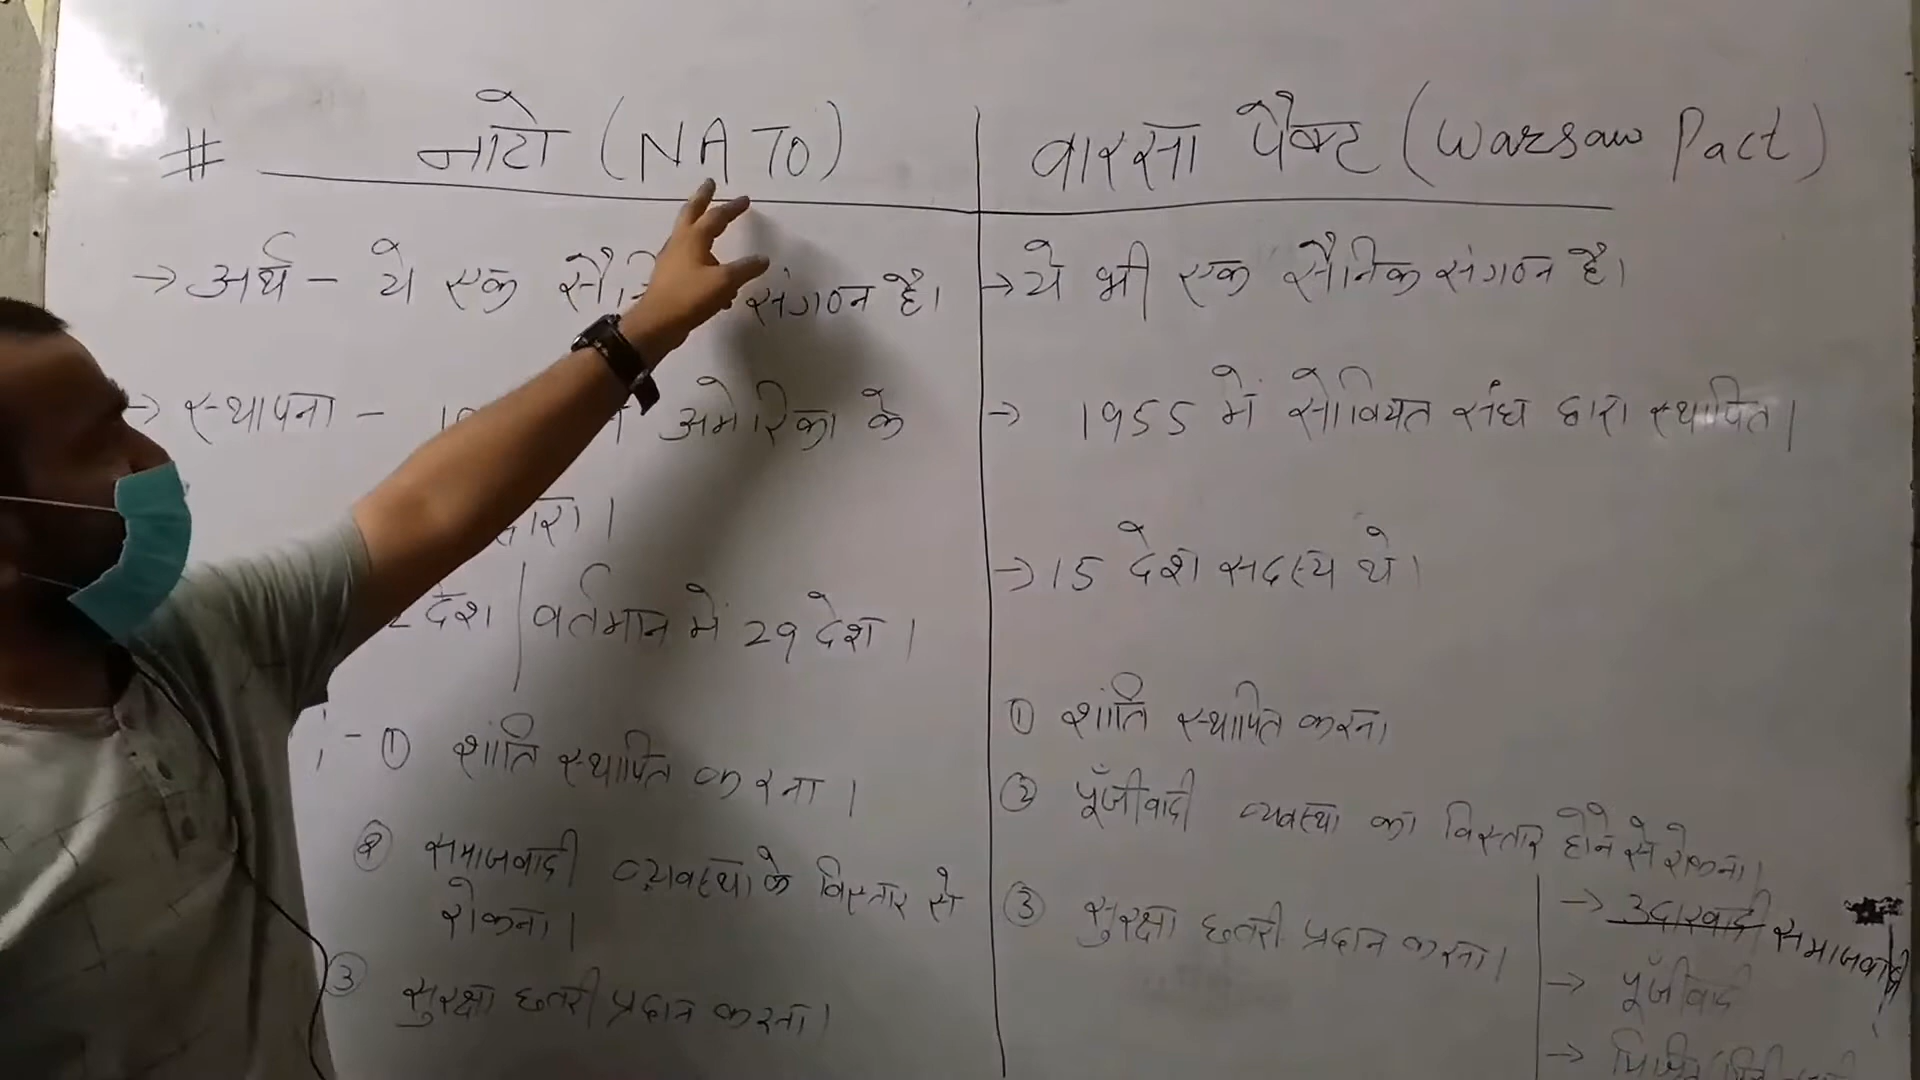 # नाटो (NATO)
→ अर्थ - ये एक संगठन है।
→ स्थापना - अमेरिका के
द्वारा।
देश | वर्तमान में 29 देश।
① शांति स्थापित करना।
② समाजवादी व्यवस्था के विस्तार से
रोकना।
③ सुरक्षा छतरी प्रदान करना।
वारसा पैक्ट (Warsaw Pact)
→ ये भी एक सैनिक संगठन है।
→ 1955 में सोवियत संघ द्वारा स्थापित।
→ 15 देश सदस्य थे।
① शांति स्थापित करना
② पूँजीवादी व्यवस्था का विस्तार होने से रोकना।
③ सुरक्षा छतरी प्रदान करना।
→ उदारवादी समाजवादी
→ पूँजीवादी